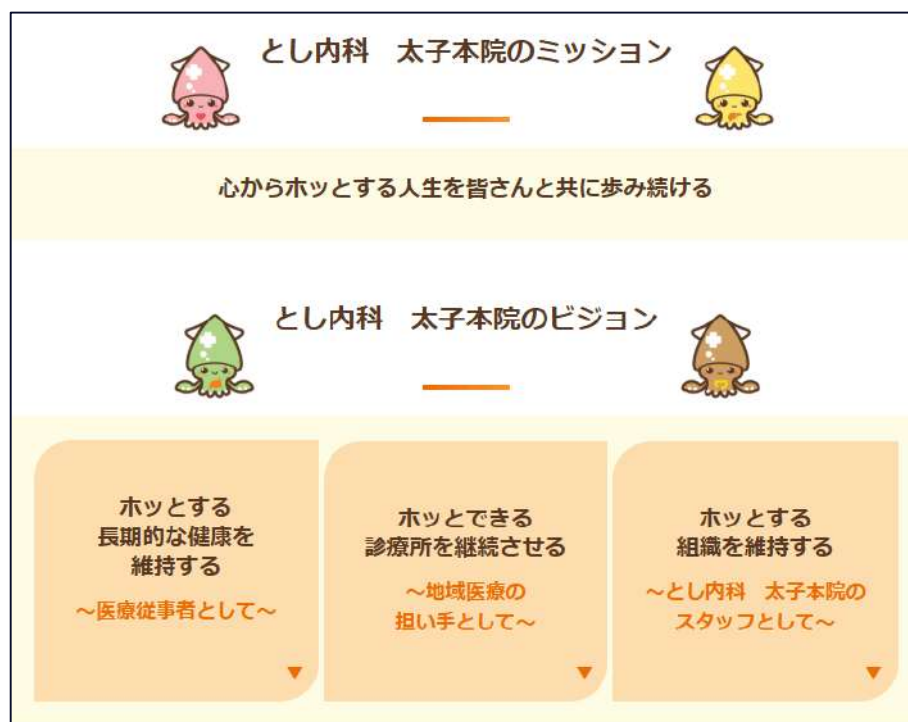 とし内科　太子本院のミッション
心からホッとする人生を皆さんと共に歩み続ける
とし内科　太子本院のビジョン
ホッとする
長期的な健康を
維持する
～医療従事者として～
ホッとできる
診療所を継続させる
～地域医療の
担い手として～
ホッとする
組織を維持する
～とし内科　太子本院の
スタッフとして～